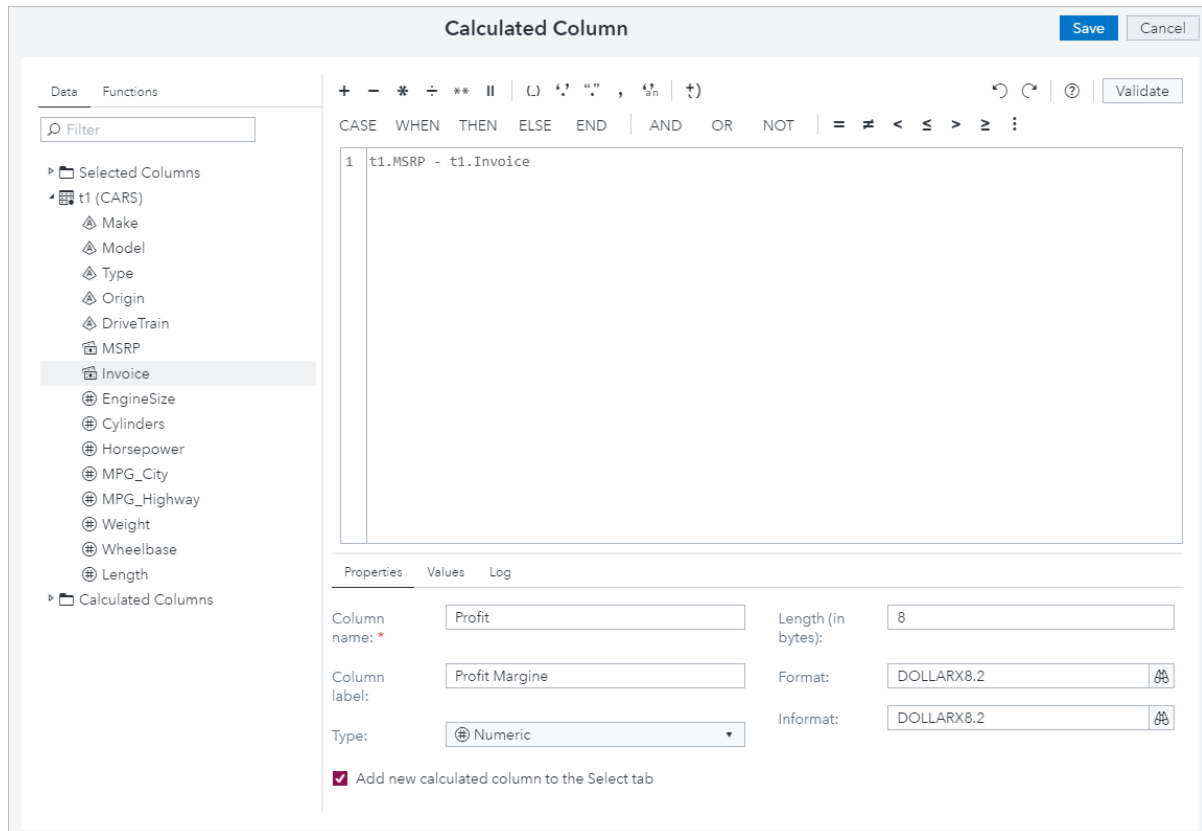 Calculated Column
Save Cancel
Data Functions
Filter
Selected Columns
t1 (CARS)
Make
Model
Type
Origin
DriveTrain
MSRP
Invoice
EngineSize
Cylinders
Horsepower
MPG_City
MPG_Highway
Weight
Wheelbase
Length
Calculated Columns
+ - * ÷ ** || (_) '.' "." , 'a'n +)
Validate
CASE WHEN THEN ELSE END AND OR NOT = ≠ < ≤ > ≥
1 t1.MSRP - t1.Invoice
Properties Values Log
Column name: * Profit
Length (in bytes): 8
Column label: Profit Margine
Format: DOLLARX8.2
Type: Numeric
Informat: DOLLARX8.2
Add new calculated column to the Select tab